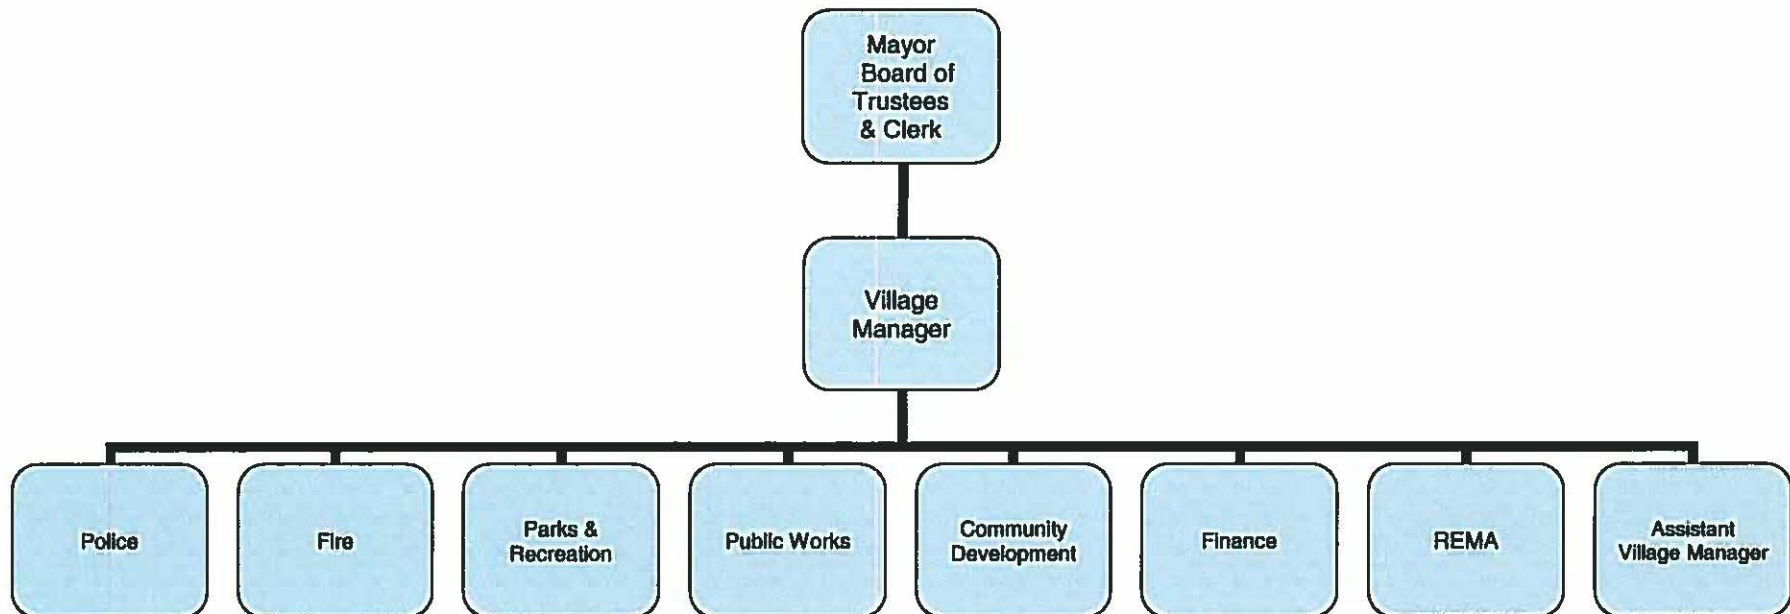 Mayor
Board of
Trustees
& Clerk
Village
Manager
Police
Fire
Parks &
Recreation
Public Works
Community
Development
Finance
REMA
Assistant
Village Manager